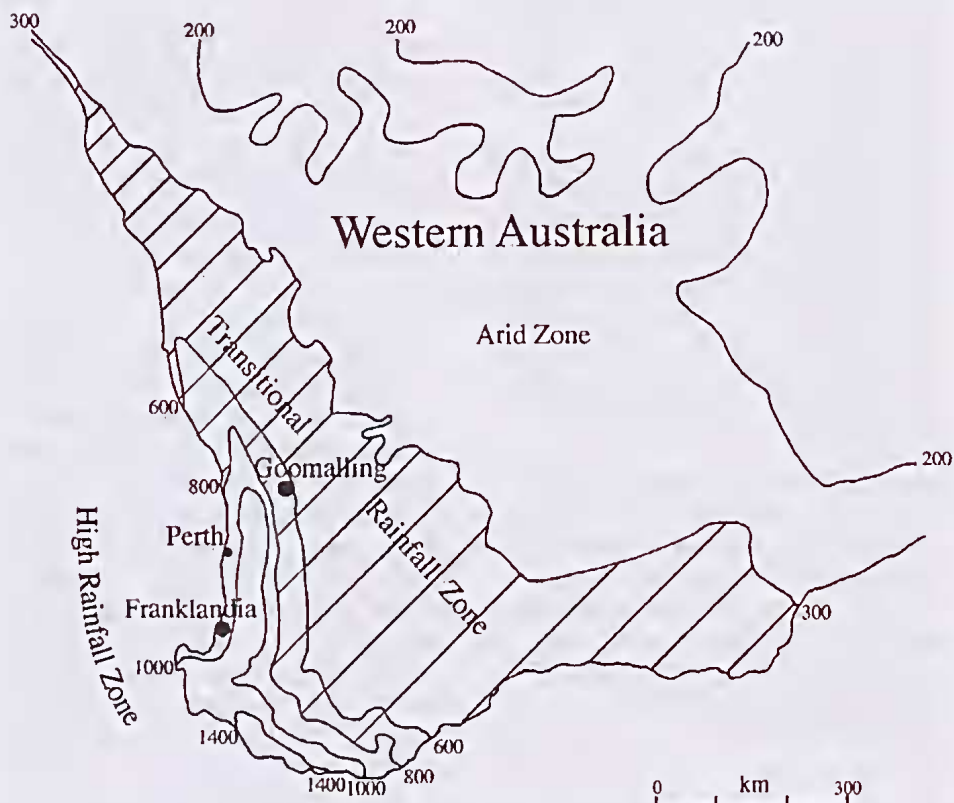 300
200
200
200
Western Australia
Arid Zone
Transitional
600
Goomalling
800
200
Rainfall Zone
High Rainfall Zone
Perth
Franklandia
300
1000
1400
600
1400
1000
800
0 km 300